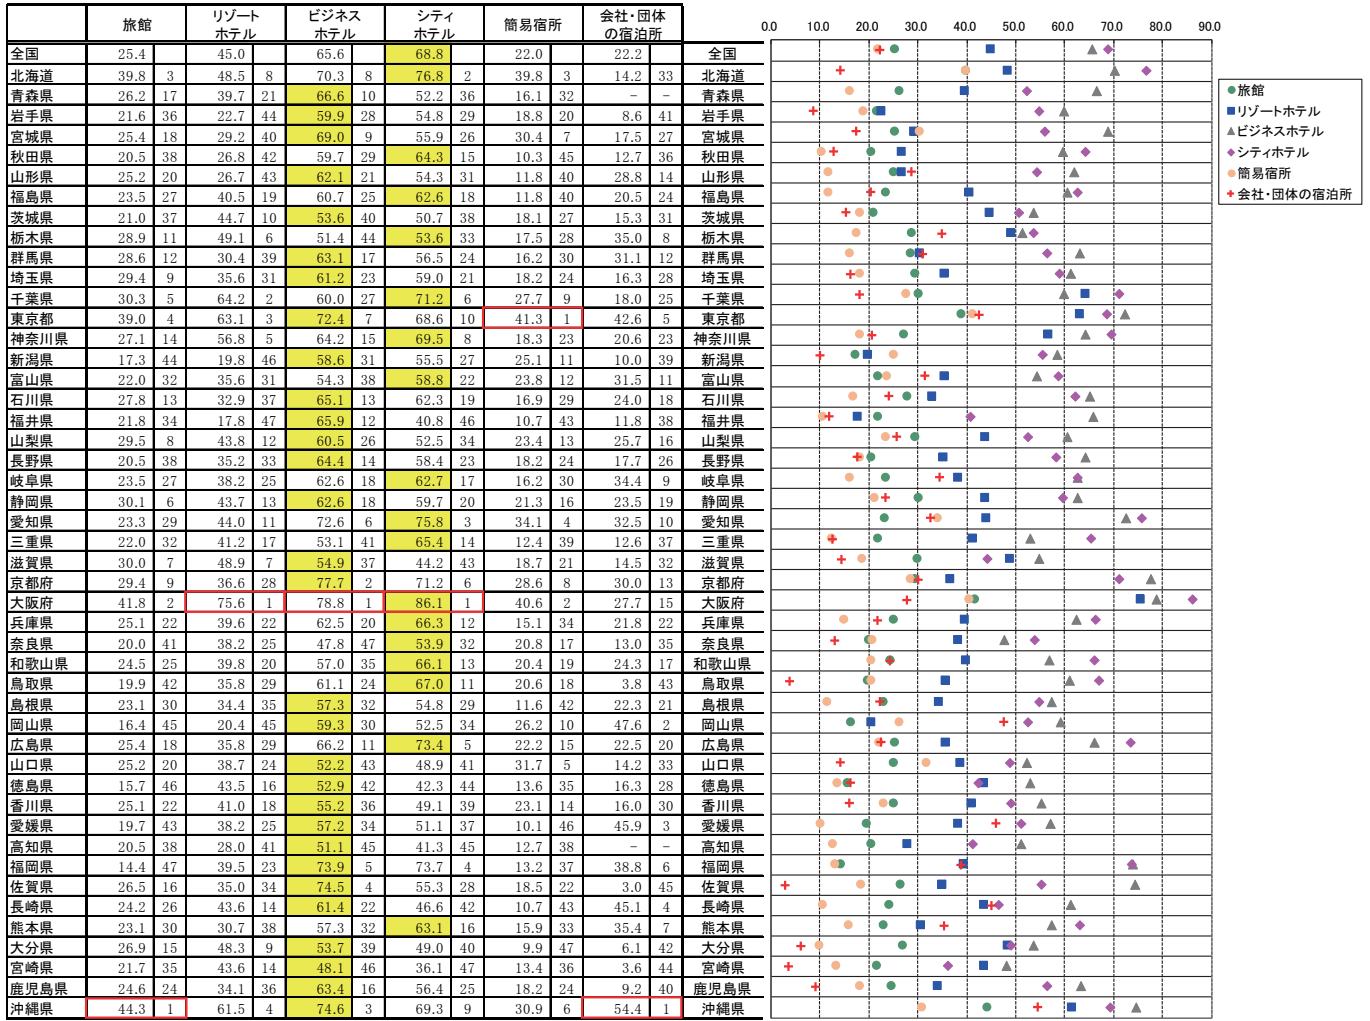 旅館 リゾート ホテル ビジネス ホテル シティ ホテル 簡易宿所 会社・団体 の宿泊所
全国 25.4 45.0 65.6 68.8 22.0 22.2 全国
北海道 39.8 3 48.5 8 70.3 8 76.8 2 39.8 3 14.2 33 北海道
青森県 26.2 17 39.7 21 66.6 10 52.2 36 16.1 32 − − 青森県
岩手県 21.6 36 22.7 44 59.9 28 54.8 29 18.8 20 8.6 41 岩手県
宮城県 25.4 18 29.2 40 69.0 9 55.9 26 30.4 7 17.5 27 宮城県
秋田県 20.5 38 26.8 42 59.7 29 64.3 15 10.3 45 12.7 36 秋田県
山形県 25.2 20 26.7 43 62.1 21 54.3 31 11.8 40 28.8 14 山形県
福島県 23.5 27 40.5 19 60.7 25 62.6 18 11.8 40 20.5 24 福島県
茨城県 21.0 37 44.7 10 53.6 40 50.7 38 18.1 27 15.3 31 茨城県
栃木県 28.9 11 49.1 6 51.4 44 53.6 33 17.5 28 35.0 8 栃木県
群馬県 28.6 12 30.4 39 63.1 17 56.5 24 16.2 30 31.1 12 群馬県
埼玉県 29.4 9 35.6 31 61.2 23 59.0 21 18.2 24 16.3 28 埼玉県
千葉県 30.3 5 64.2 2 60.0 27 71.2 6 27.7 9 18.0 25 千葉県
東京都 39.0 4 63.1 3 72.4 7 68.6 10 41.3 1 42.6 5 東京都
神奈川県 27.1 14 56.8 5 64.2 15 69.5 8 18.3 23 20.6 23 神奈川県
新潟県 17.3 44 19.8 46 58.6 31 55.5 27 25.1 11 10.0 39 新潟県
富山県 22.0 32 35.6 31 54.3 38 58.8 22 23.8 12 31.5 11 富山県
石川県 27.8 13 32.9 37 65.1 13 62.3 19 16.9 29 24.0 18 石川県
福井県 21.8 34 17.8 47 65.9 12 40.8 46 10.7 43 11.8 38 福井県
山梨県 29.5 8 43.8 12 60.5 26 52.5 34 23.4 13 25.7 16 山梨県
長野県 20.5 38 35.2 33 64.4 14 58.4 23 18.2 24 17.7 26 長野県
岐阜県 23.5 27 38.2 25 62.6 18 62.7 17 16.2 30 34.4 9 岐阜県
静岡県 30.1 6 43.7 13 62.6 18 59.7 20 21.3 16 23.5 19 静岡県
愛知県 23.3 29 44.0 11 72.6 6 75.8 3 34.1 4 32.5 10 愛知県
三重県 22.0 32 41.2 17 53.1 41 65.4 14 12.4 39 12.6 37 三重県
滋賀県 30.0 7 48.9 7 54.9 37 44.2 43 18.7 21 14.5 32 滋賀県
京都府 29.4 9 36.6 28 77.7 2 71.2 6 28.6 8 30.0 13 京都府
大阪府 41.8 2 75.6 1 78.8 1 86.1 1 40.6 2 27.7 15 大阪府
兵庫県 25.1 22 39.6 22 62.5 20 66.3 12 15.1 34 21.8 22 兵庫県
奈良県 20.0 41 38.2 25 47.8 47 53.9 32 20.8 17 13.0 35 奈良県
和歌山県 24.5 25 39.8 20 57.0 35 66.1 13 20.4 19 24.3 17 和歌山県
鳥取県 19.9 42 35.8 29 61.1 24 67.0 11 20.6 18 3.8 43 鳥取県
島根県 23.1 30 34.4 35 57.3 32 54.8 29 11.6 42 22.3 21 島根県
岡山県 16.4 45 20.4 45 59.3 30 52.5 34 26.2 10 47.6 2 岡山県
広島県 25.4 18 35.8 29 66.2 11 73.4 5 22.2 15 22.5 20 広島県
山口県 25.2 20 38.7 24 52.2 43 48.9 41 31.7 5 14.2 33 山口県
徳島県 15.7 46 43.5 16 52.9 42 42.3 44 13.6 35 16.3 28 徳島県
香川県 25.1 22 41.0 18 55.2 36 49.1 39 23.1 14 16.0 30 香川県
愛媛県 19.7 43 38.2 25 57.2 34 51.1 37 10.1 46 45.9 3 愛媛県
高知県 20.5 38 28.0 41 51.1 45 41.3 45 12.7 38 − − 高知県
福岡県 14.4 47 39.5 23 73.9 5 73.7 4 13.2 37 38.8 6 福岡県
佐賀県 26.5 16 35.0 34 74.5 4 55.3 28 18.5 22 3.0 45 佐賀県
長崎県 24.2 26 43.6 14 61.4 22 46.6 42 10.7 43 45.1 4 長崎県
熊本県 23.1 30 30.7 38 57.3 32 63.1 16 15.9 33 35.4 7 熊本県
大分県 26.9 15 48.3 9 53.7 39 49.0 40 9.9 47 6.1 42 大分県
宮崎県 21.7 35 43.6 14 48.1 46 36.1 47 13.4 36 3.6 44 宮崎県
鹿児島県 24.6 24 34.1 36 63.4 16 56.4 25 18.2 24 9.2 40 鹿児島県
沖縄県 44.3 1 61.5 4 74.6 3 69.3 9 30.9 6 54.4 1 沖縄県
0.0 10.0 20.0 30.0 40.0 50.0 60.0 70.0 80.0 90.0
旅館
リゾートホテル
ビジネスホテル
シティホテル
簡易宿所
会社・団体の宿泊所